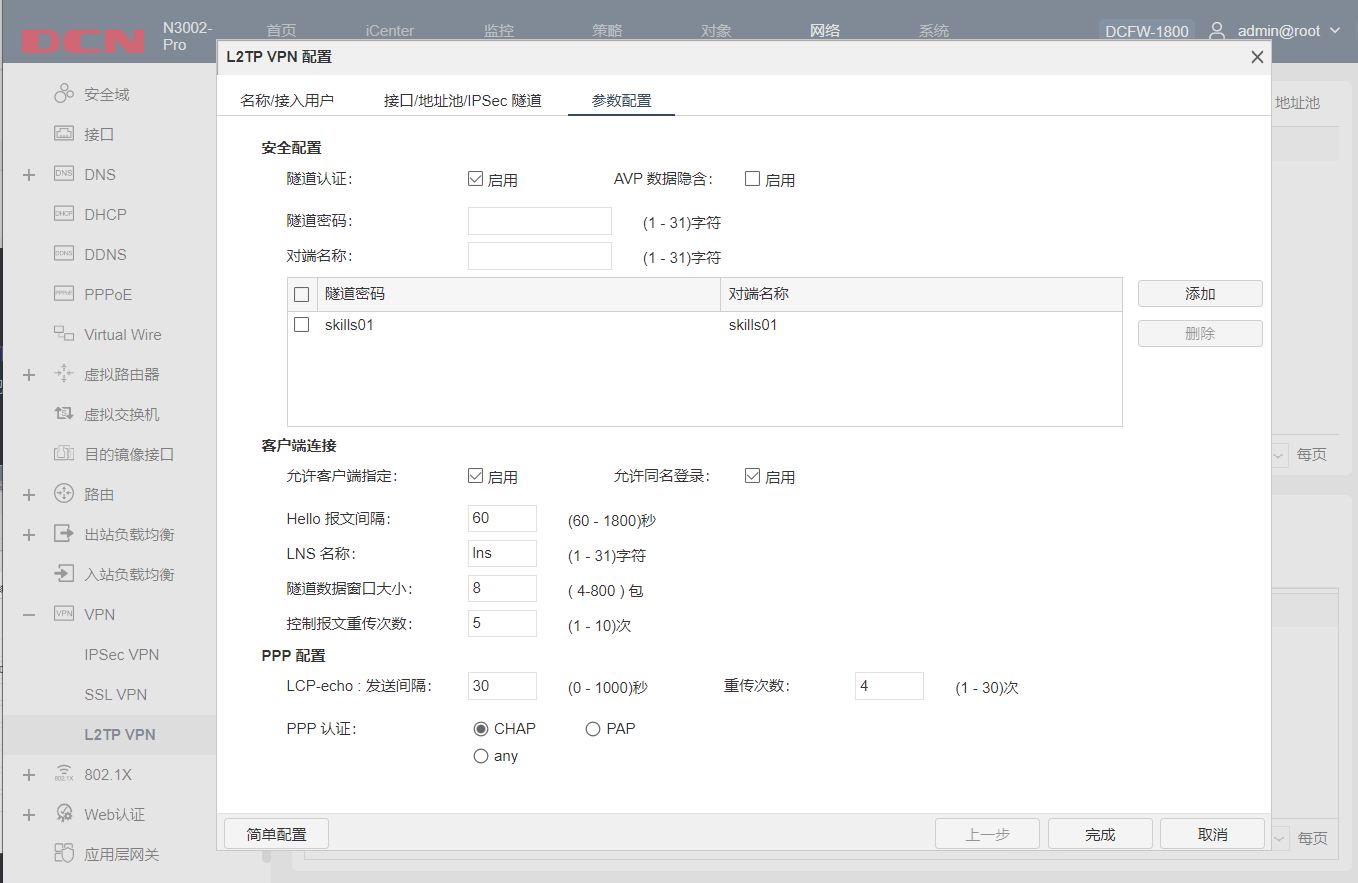 DCN
N3002-
Pro
首页
iCenter
监控
策略
对象
网络
系统
DCFW-1800
admin@root
L2TP VPN 配置
名称/接入用户
接口/地址池/IPSec 隧道
参数配置
地址池
安全域
接口
DNS
DNS
DHCP
DHCP
DDNS
DDNS
PPPoE
PPPoE
Virtual Wire
虚拟路由器
虚拟交换机
目的镜像接口
路由
出站负载均衡
入站负载均衡
VPN
VPN
IPSec VPN
SSL VPN
L2TP VPN
802.1X
802.1X
Web认证
应用层网关
安全配置
隧道认证:
启用
AVP 数据隐含:
启用
隧道密码:
(1 - 31)字符
对端名称:
(1 - 31)字符
隧道密码
对端名称
添加
skills01
skills01
删除
客户端连接
允许客户端指定:
启用
允许同名登录:
启用
每页
Hello 报文间隔:
60
(60 - 1800)秒
LNS 名称:
lns
(1 - 31)字符
隧道数据窗口大小:
8
( 4-800 ) 包
控制报文重传次数:
5
(1 - 10)次
PPP 配置
LCP-echo : 发送间隔:
30
(0 - 1000)秒
重传次数:
4
(1 - 30)次
PPP 认证:
CHAP
PAP
any
简单配置
上一步
完成
取消
每页